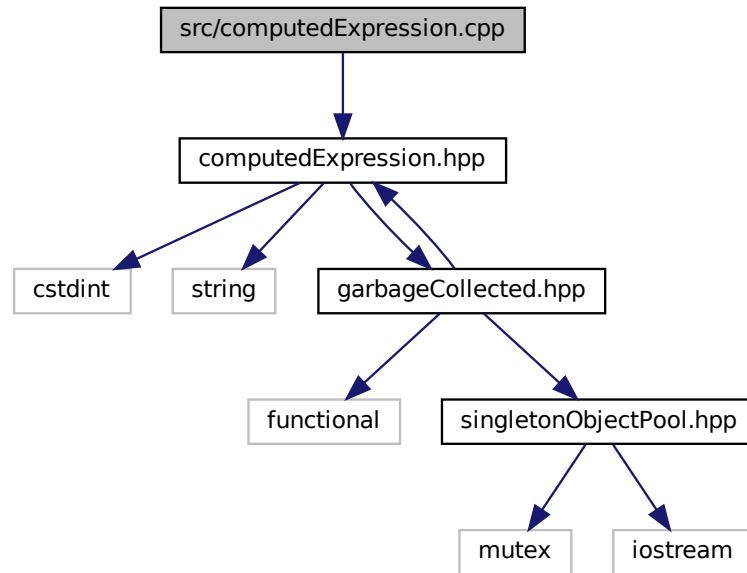 src/computedExpression.cpp
computedExpression.hpp
cstdint
string
garbageCollected.hpp
functional
singletonObjectPool.hpp
mutex
iostream